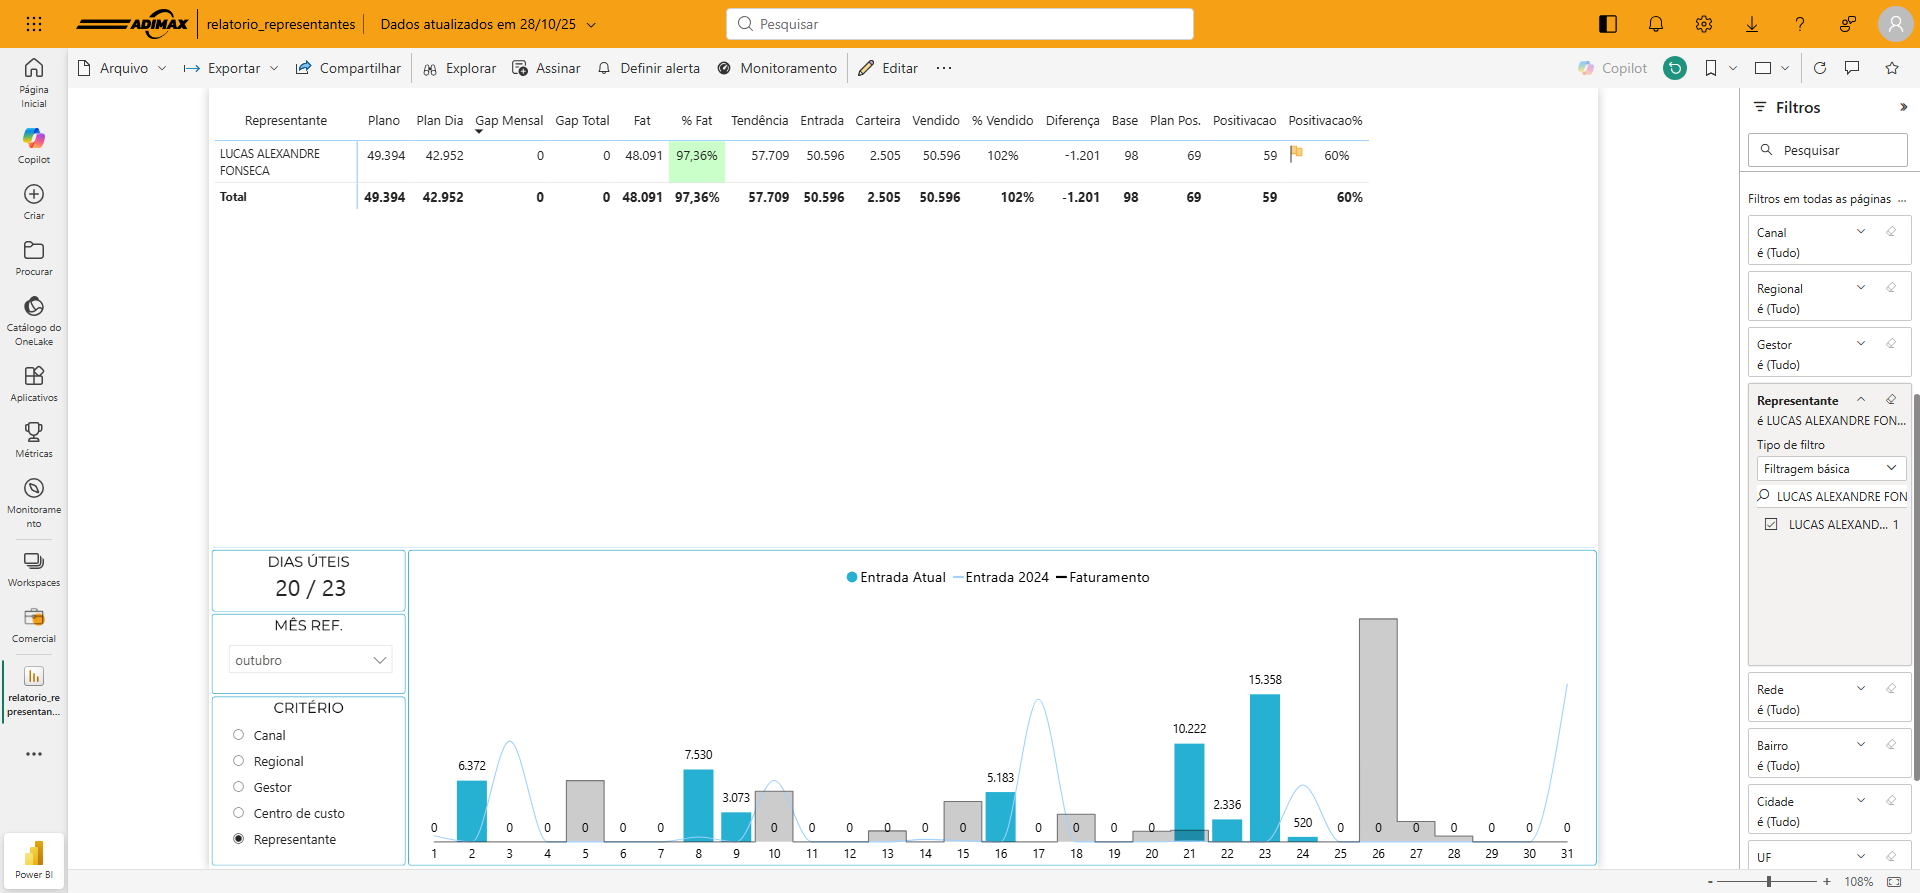 ADIMAX
relatorio_representantes
Dados atualizados em 28/10/25
Pesquisar
Arquivo
Exportar
Compartilhar
Explorar
Assinar
Definir alerta
Monitoramento
Editar
Copilot
Página
Inicial
Copilot
Criar
Procurar
Catálogo do
OneLake
Aplicativos
Métricas
Monitorame
nto
Workspaces
Comercial
relatorio_re
presentan...
Power BI
Representante Plano Plan Dia Gap Mensal Gap Total Fat % Fat Tendência Entrada Carteira Vendido % Vendido Diferença Base Plan Pos. Positivacao Positivacao%
LUCAS ALEXANDRE
FONSECA
49.394 42.952 0 0 48.091 97,36% 57.709 50.596 2.505 50.596 102% -1.201 98 69 59 60%
Total 49.394 42.952 0 0 48.091 97,36% 57.709 50.596 2.505 50.596 102% -1.201 98 69 59 60%
DIAS ÚTEIS
20 / 23
MÊS REF.
outubro
CRITÉRIO
Canal
Regional
Gestor
Centro de custo
Representante
Entrada Atual Entrada 2024 Faturamento
15.358
10.222
7.530
6.372
5.183
3.073
2.336
520
0 0 0 0 0 0 0 0 0 0 0 0 0 0 0 0 0 0 0 0 0 0 0
1 2 3 4 5 6 7 8 9 10 11 12 13 14 15 16 17 18 19 20 21 22 23 24 25 26 27 28 29 30 31
Filtros
Pesquisar
Filtros em todas as páginas ...
Canal
é (Tudo)
Regional
é (Tudo)
Gestor
é (Tudo)
Representante
é LUCAS ALEXANDRE FON...
Tipo de filtro
Filtragem básica
LUCAS ALEXANDRE FON
LUCAS ALEXAND... 1
Rede
é (Tudo)
Bairro
é (Tudo)
Cidade
é (Tudo)
UF
- + 108%